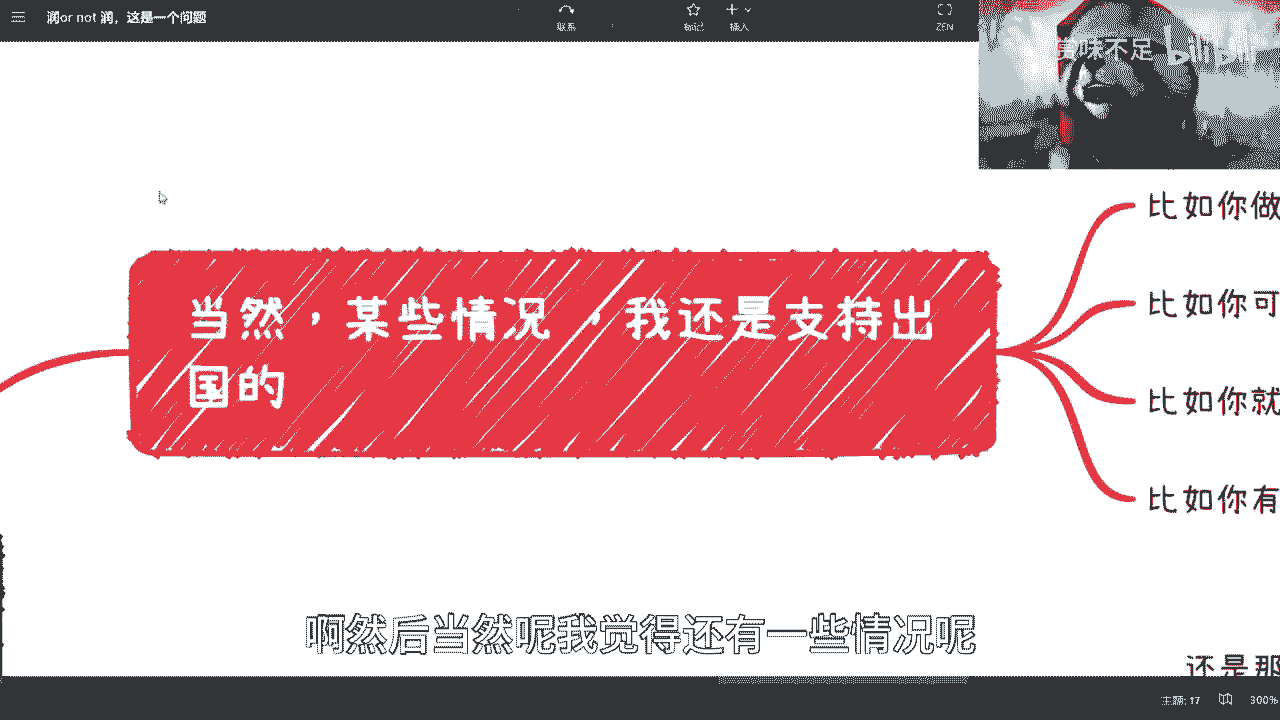 润or not 润，这是一个问题
联系
标记
插入
ZEN
赏味不足 bilibili
比如你做
当然，某些情况 ，我还是支持出
国的
比如你可
比如你就
比如你有
啊然后当然呢我觉得还有一些情况呢
还是那
主题: 17
300%